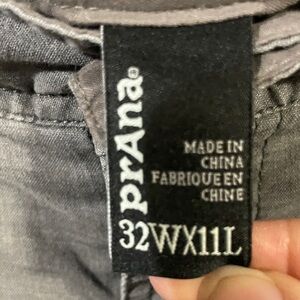 prAna®
MADE IN
CHINA
FABRIQUE EN
CHINE
32WX11L